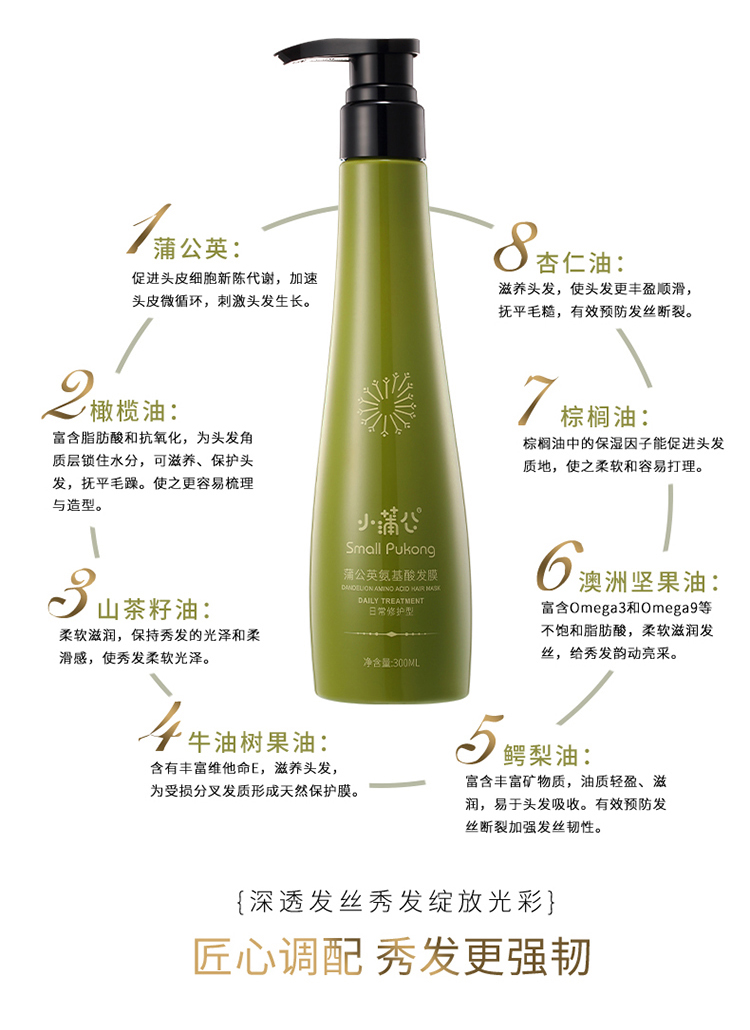 1 蒲公英：
促进头皮细胞新陈代谢，加速
头皮微循环，刺激头发生长。
2 橄榄油：
富含脂肪酸和抗氧化，为头发角
质层锁住水分，可滋养、保护头
发，抚平毛躁。使之更容易梳理
与造型。
3 山茶籽油：
柔软滋润，保持秀发的光泽和柔
滑感，使秀发柔软光泽。
4 牛油树果油：
含有丰富维他命E，滋养头发，
为受损分叉发质形成天然保护膜。
5 鳄梨油：
富含丰富矿物质，油质轻盈、滋
润，易于头发吸收。有效预防发
丝断裂加强发丝韧性。
6 澳洲坚果油：
富含Omega3和Omega9等
不饱和脂肪酸，柔软滋润发
丝，给秀发韵动亮采。
7 棕榈油：
棕榈油中的保湿因子能促进头发
质地，使之柔软和容易打理。
8 杏仁油：
滋养头发，使头发更丰盈顺滑，
抚平毛糙，有效预防发丝断裂。
小蒲公®
Small Pukong
蒲公英氨基酸发膜
DANDELION AMINO ACID HAIR MASK
DAILY TREATMENT
日常修护型
净含量:300ML
{深透发丝秀发绽放光彩}
匠心调配 秀发更强韧